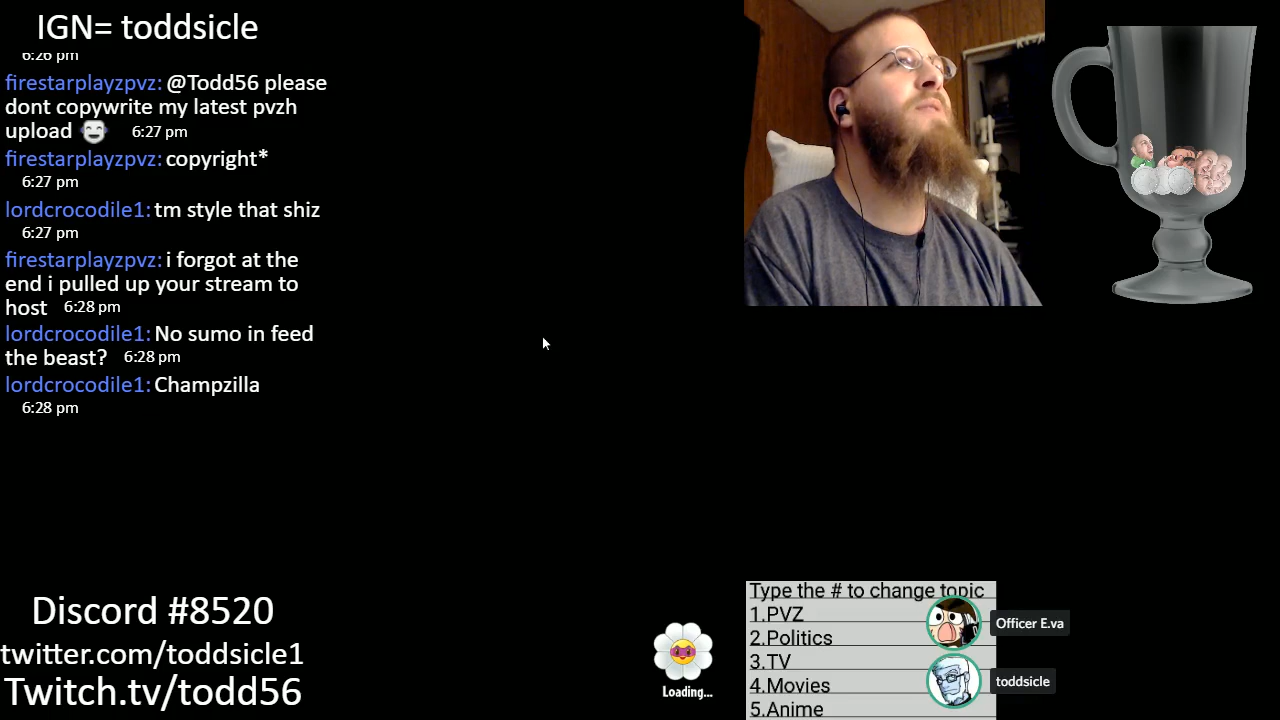 IGN= toddsicle
6:26 pm
firestarplayzpvz: @Todd56 please
dont copywrite my latest pvzh
upload 6:27 pm
firestarplayzpvz: copyright*
6:27 pm
lordcrocodile1: tm style that shiz
6:27 pm
firestarplayzpvz: i forgot at the
end i pulled up your stream to
host 6:28 pm
lordcrocodile1: No sumo in feed
the beast? 6:28 pm
lordcrocodile1: Champzilla
6:28 pm
Discord #8520
twitter.com/toddsicle1
Twitch.tv/todd56
Loading...
Type the # to change topic
1.PVZ
2.Politics
3.TV
4.Movies
5.Anime
Officer E.va
toddsicle